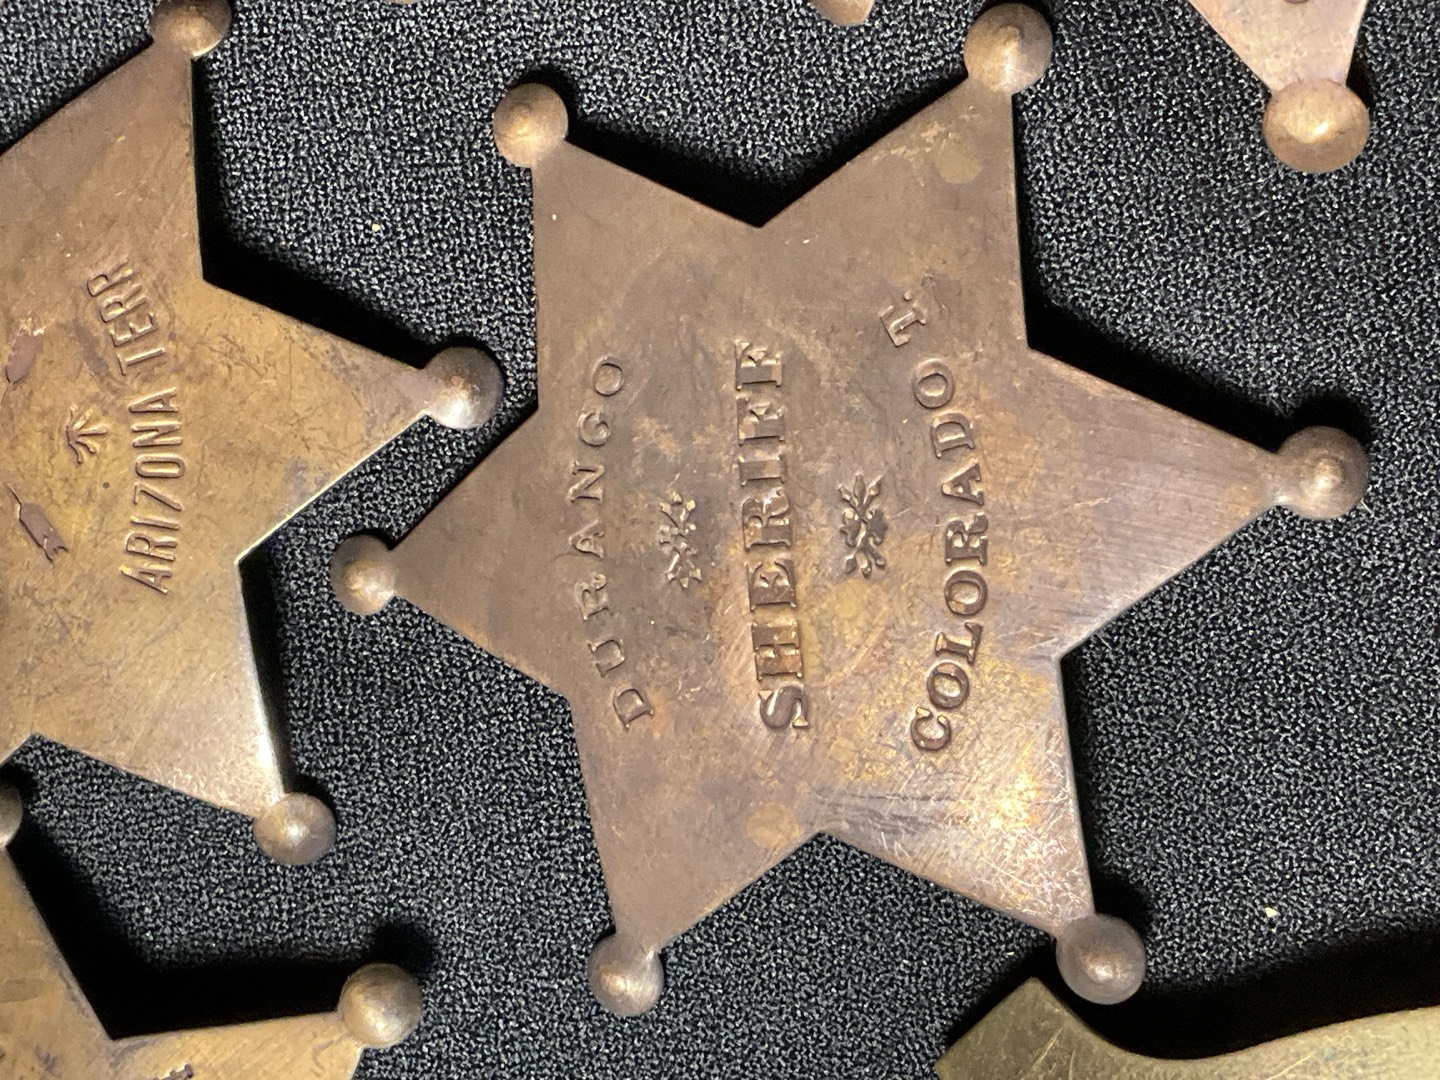 DURANGO
SHERIFF
COLORADO T.
ARIZONA TERR